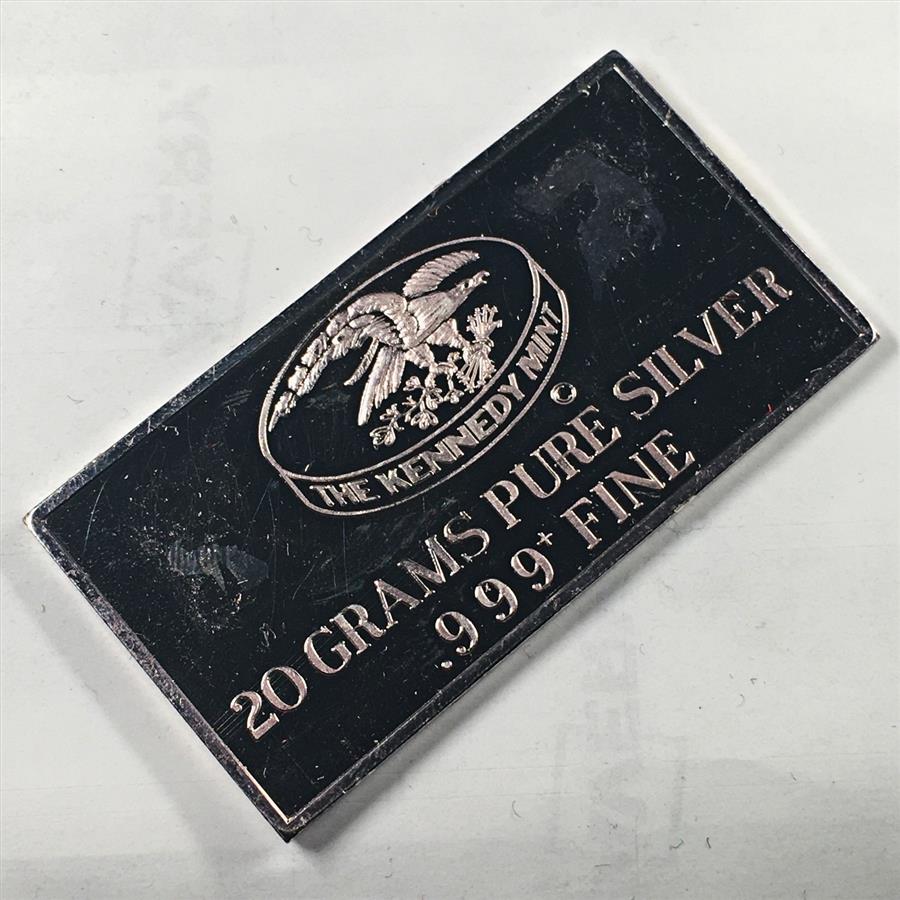 THE KENNEDY MINT
©
20 GRAMS PURE SILVER
.999+ FINE